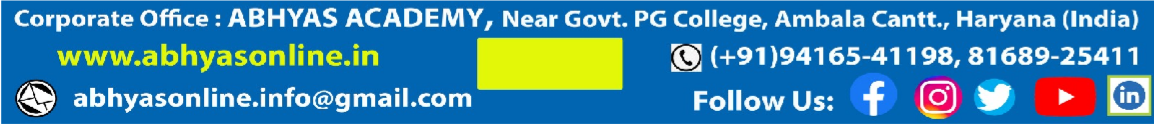 Corporate Office : ABHYAS ACADEMY, Near Govt. PG College, Ambala Cantt., Haryana (India)
www.abhyasonline.in
(+91)94165-41198, 81689-25411
abhyasonline.info@gmail.com
Follow Us:
in